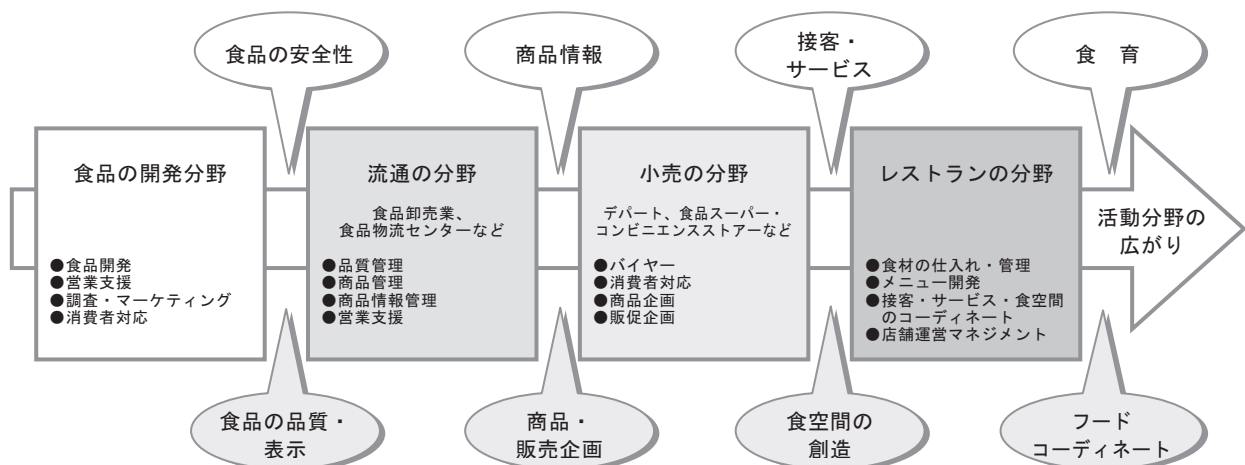 食品の安全性
商品情報
接客・
サービス
食　育
食品の開発分野
●食品開発
●営業支援
●調査・マーケティング
●消費者対応
流通の分野
食品卸売業、
食品物流センターなど
●品質管理
●商品管理
●商品情報管理
●営業支援
小売の分野
デパート、食品スーパー・
コンビニエンスストアーなど
●バイヤー
●消費者対応
●商品企画
●販促企画
レストランの分野
●食材の仕入れ・管理
●メニュー開発
●接客・サービス・食空間
のコーディネート
●店舗運営マネジメント
活動分野の
広がり
食品の品質・
表示
商品・
販売企画
食空間の
創造
フード
コーディネート